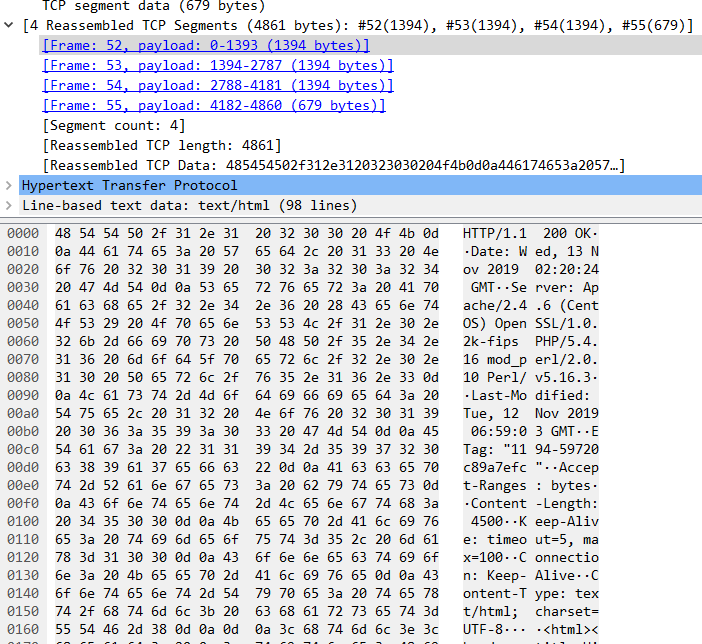 TCP segment data (679 bytes)
[4 Reassembled TCP Segments (4861 bytes): #52(1394), #53(1394), #54(1394), #55(679)]
[Frame: 52, payload: 0-1393 (1394 bytes)]
[Frame: 53, payload: 1394-2787 (1394 bytes)]
[Frame: 54, payload: 2788-4181 (1394 bytes)]
[Frame: 55, payload: 4182-4860 (679 bytes)]
[Segment count: 4]
[Reassembled TCP length: 4861]
[Reassembled TCP Data: 485454502f312e3120323030204f4b0d0a446174653a2057…]
Hypertext Transfer Protocol
Line-based text data: text/html (98 lines)
0000 48 54 54 50 2f 31 2e 31 20 32 30 30 20 4f 4b 0d HTTP/1.1 200 OK·
0010 0a 44 61 74 65 3a 20 57 65 64 2c 20 31 33 20 4e ·Date: W ed, 13 N
0020 6f 76 20 32 30 31 39 20 30 32 3a 32 30 3a 32 34 ov 2019 02:20:24
0030 20 47 4d 54 0d 0a 53 65 72 76 65 72 3a 20 41 70 GMT··Se rver: Ap
0040 61 63 68 65 2f 32 2e 34 2e 36 20 28 43 65 6e 74 ache/2.4 .6 (Cent
0050 4f 53 29 20 4f 70 65 6e 53 53 4c 2f 31 2e 30 2e OS) Open SSL/1.0.
0060 32 6b 2d 66 69 70 73 20 50 48 50 2f 35 2e 34 2e 2k-fips PHP/5.4.
0070 31 36 20 6d 6f 64 5f 70 65 72 6c 2f 32 2e 30 2e 16 mod_p erl/2.0.
0080 31 30 20 50 65 72 6c 2f 76 35 2e 31 36 2e 33 0d 10 Perl/ v5.16.3·
0090 0a 4c 61 73 74 2d 4d 6f 64 69 66 69 65 64 3a 20 ·Last-Mo dified:
00a0 54 75 65 2c 20 31 32 20 4e 6f 76 20 32 30 31 39 Tue, 12 Nov 2019
00b0 20 30 36 3a 35 39 3a 30 33 20 47 4d 54 0d 0a 45 06:59:0 3 GMT··E
00c0 54 61 67 3a 20 22 31 31 39 34 2d 35 39 37 32 30 Tag: "11 94-59720
00d0 63 38 39 61 37 65 66 63 22 0d 0a 41 63 63 65 70 c89a7efc "··Accep
00e0 74 2d 52 61 6e 67 65 73 3a 20 62 79 74 65 73 0d t-Ranges : bytes·
00f0 0a 43 6f 6e 74 65 6e 74 2d 4c 65 6e 67 74 68 3a ·Content -Length:
0100 20 34 35 30 30 0d 0a 4b 65 65 70 2d 41 6c 69 76 4500··K eep-Aliv
0110 65 3a 20 74 69 6d 65 6f 75 74 3d 35 2c 20 6d 61 e: timeo ut=5, ma
0120 78 3d 31 30 30 0d 0a 43 6f 6e 6e 65 63 74 69 6f x=100··C onnectio
0130 6e 3a 20 4b 65 65 70 2d 41 6c 69 76 65 0d 0a 43 n: Keep- Alive··C
0140 6f 6e 74 65 6e 74 2d 54 79 70 65 3a 20 74 65 78 ontent-T ype: tex
0150 74 2f 68 74 6d 6c 3b 20 63 68 61 72 73 65 74 3d t/html; charset=
0160 55 54 46 2d 38 0d 0a 0d 0a 3c 68 74 6d 6c 3e 3c UTF-8··· ·<html><